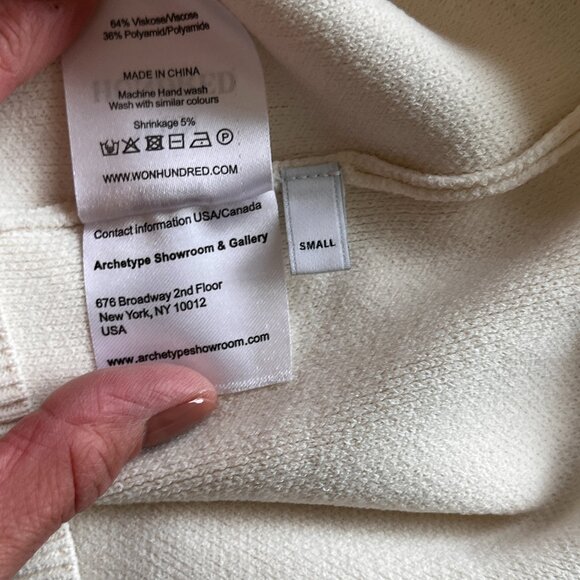 64% Viskose/Viscose
36% Polyamid/Polyamide
MADE IN CHINA
Machine Hand wash
Wash with similar colours
Shrinkage 5%
WWW.WONHUNDRED.COM
Contact information USA/Canada
Archetype Showroom & Gallery
676 Broadway 2nd Floor
New York, NY 10012
USA
www.archetypeshowroom.com
SMALL